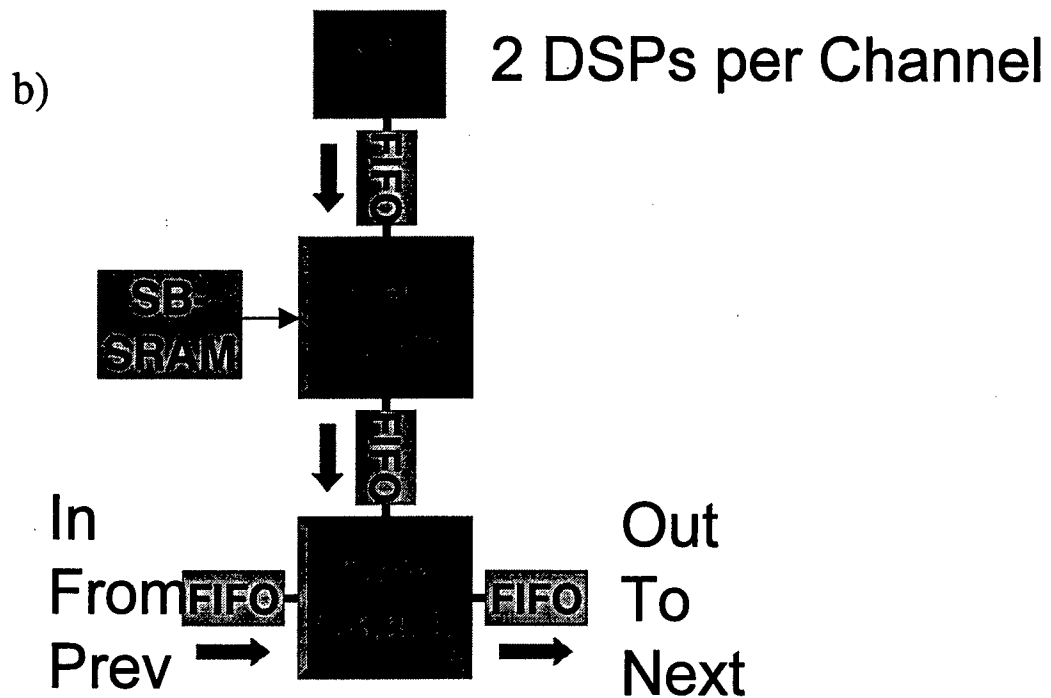 2 DSPs per Channel
b)
FIFO
SB-
SRAM
FIFO
In
From
Prev
FIFO
FIFO
Out
To
Next